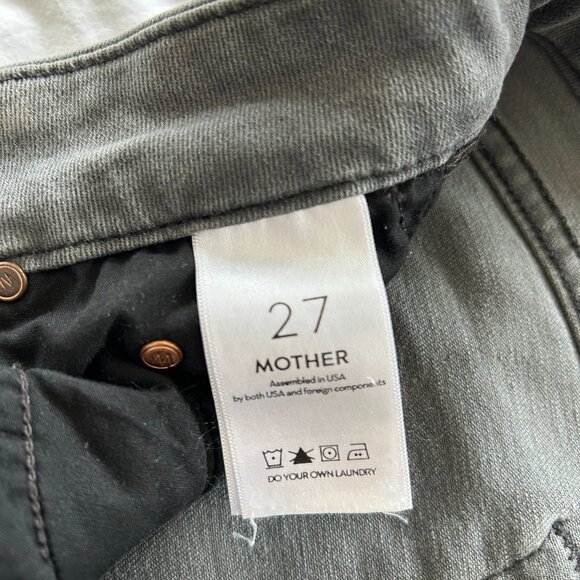 27
MOTHER
Assembled in USA
by both USA and foreign components
DO YOUR OWN LAUNDRY
M
M